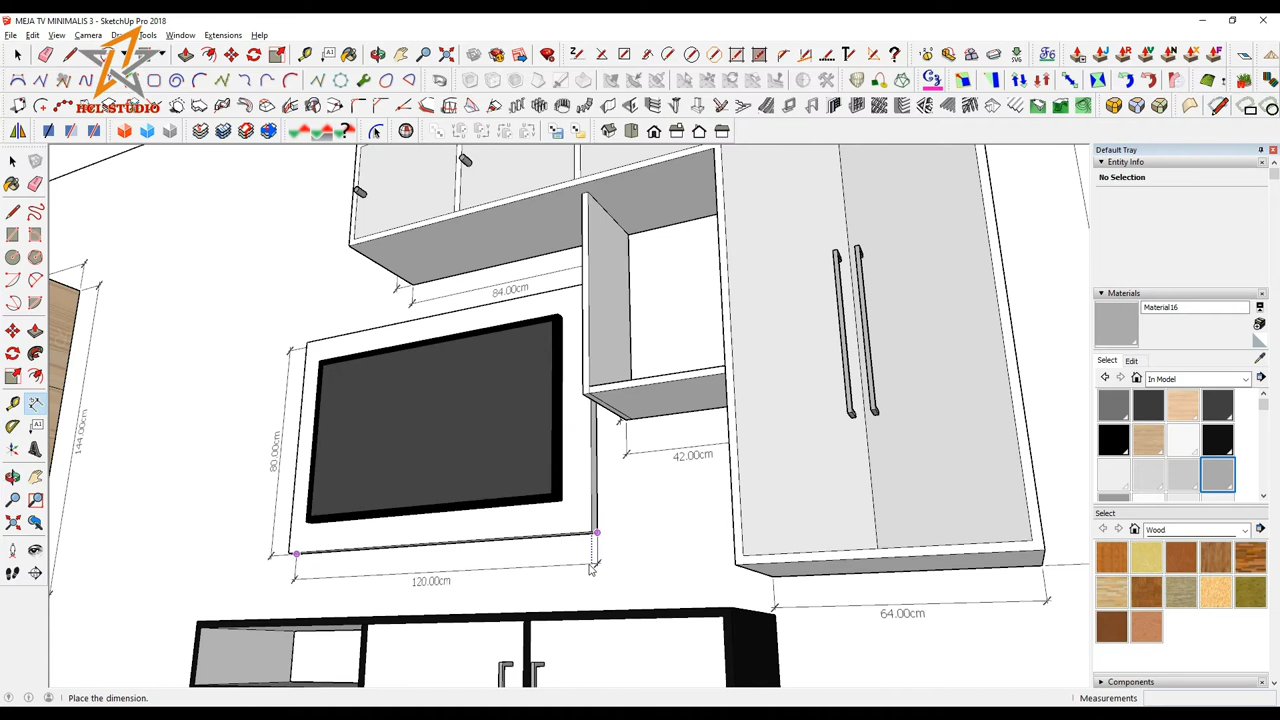 MEJA TV MINIMALIS 3 - SketchUp Pro 2018
File Edit View Camera Draw Tools Window Extensions Help
Default Tray
Entity Info
No Selection
84.00cm
80.00cm
144.00cm
42.00cm
120.00cm
64.00cm
Materials
Material16
Select Edit
In Model
Select
Wood
Components
Place the dimension.
Measurements